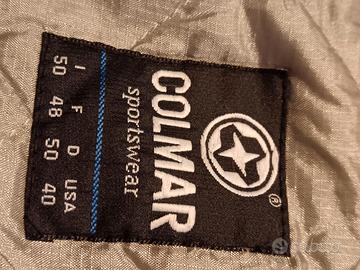 COLMAR
®
sportswear
I F D USA
50 48 50 40